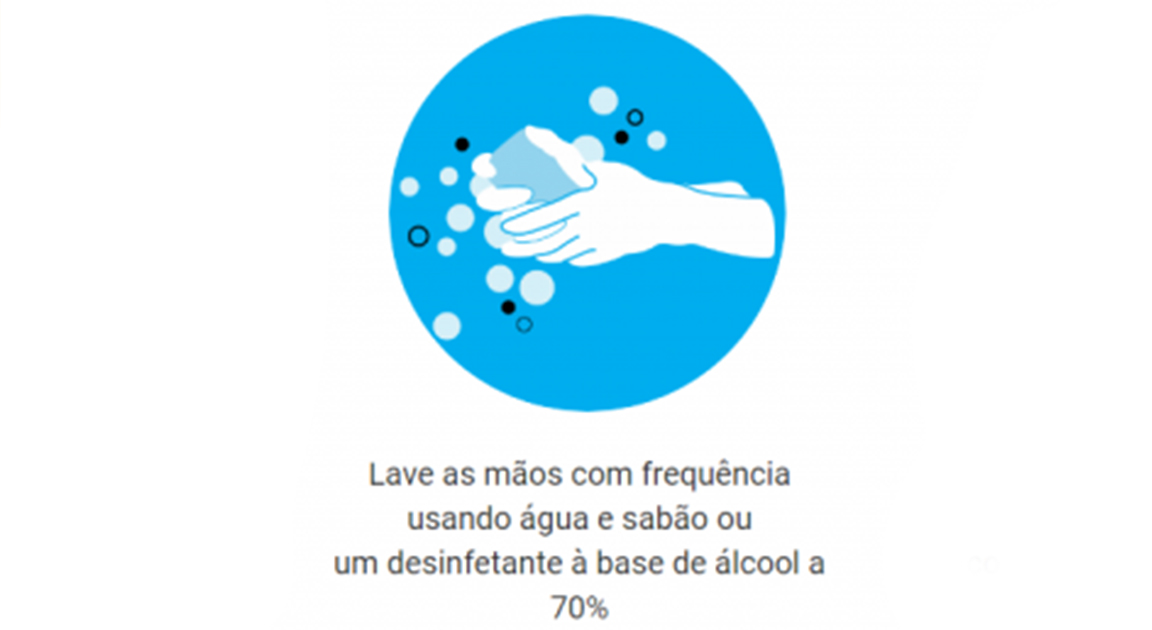 Lave as mãos com frequência
usando água e sabão ou
um desinfetante à base de álcool a
70%